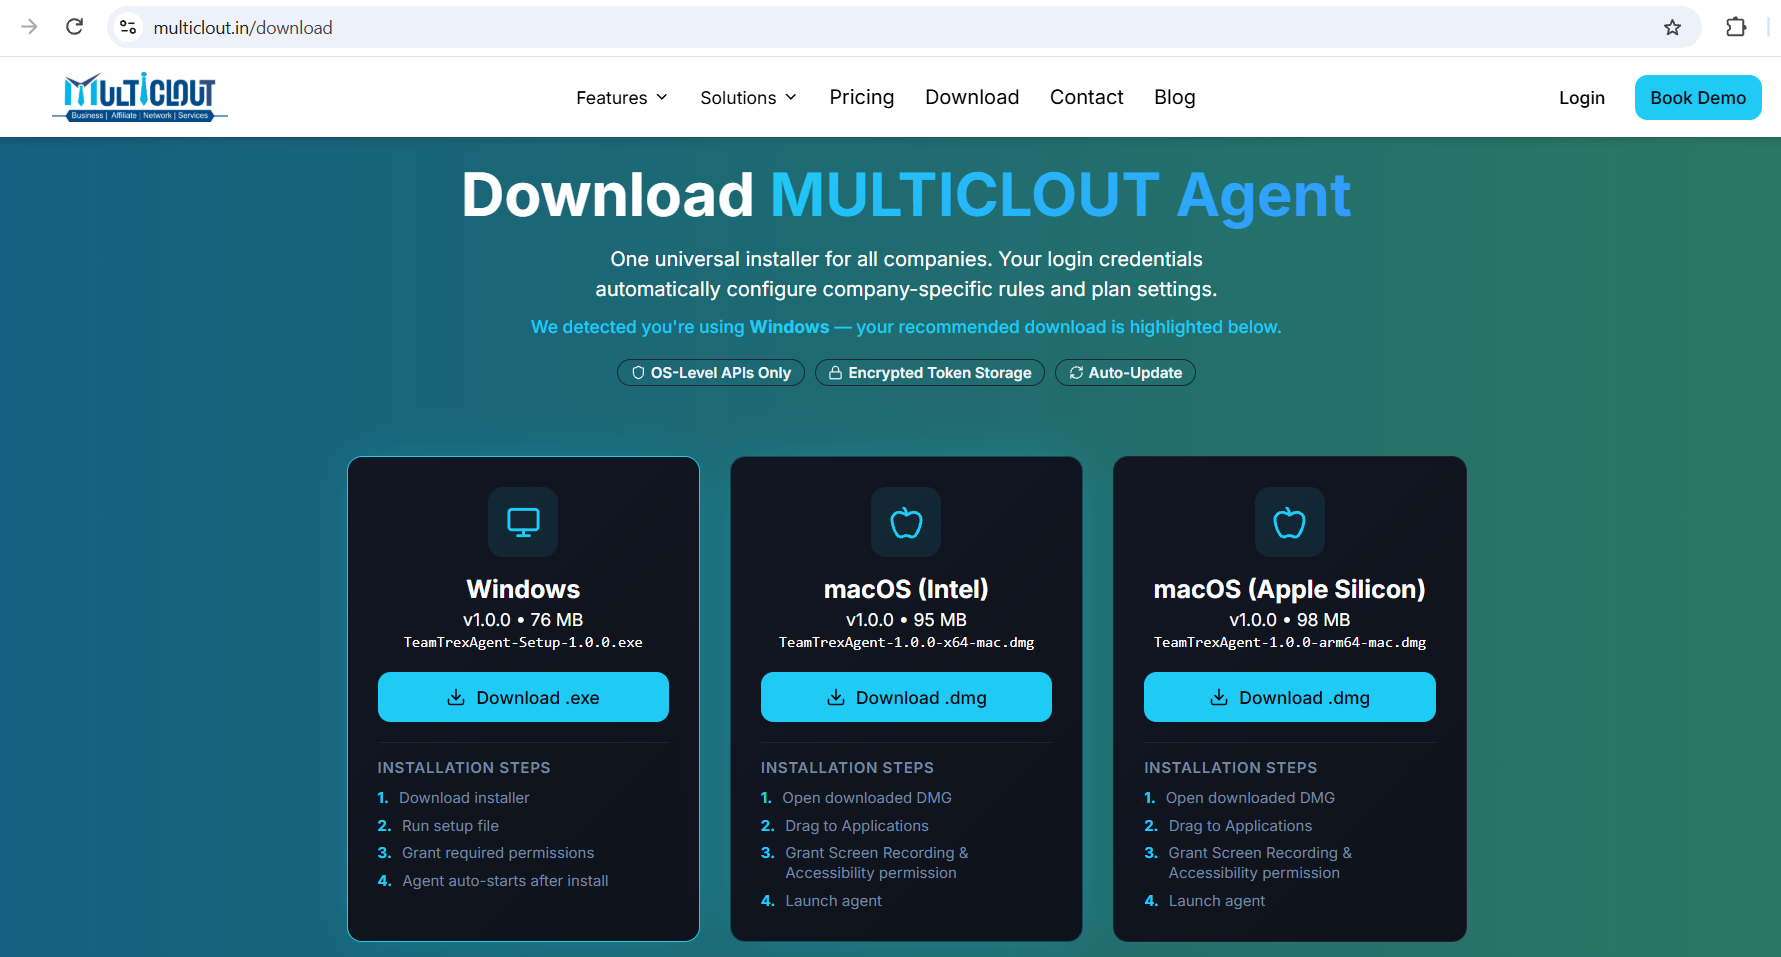 multiclout.in/download
MULTICLOUT
Business | Affiliate | Network | Services
Features
Solutions
Pricing
Download
Contact
Blog
Login
Book Demo
Download MULTICLOUT Agent
One universal installer for all companies. Your login credentials
automatically configure company-specific rules and plan settings.
We detected you're using Windows — your recommended download is highlighted below.
OS-Level APIs Only
Encrypted Token Storage
Auto-Update
Windows
v1.0.0 • 76 MB
TeamTrexAgent-Setup-1.0.0.exe
Download .exe
INSTALLATION STEPS
1. Download installer
2. Run setup file
3. Grant required permissions
4. Agent auto-starts after install
macOS (Intel)
v1.0.0 • 95 MB
TeamTrexAgent-1.0.0-x64-mac.dmg
Download .dmg
INSTALLATION STEPS
1. Open downloaded DMG
2. Drag to Applications
3. Grant Screen Recording &
Accessibility permission
4. Launch agent
macOS (Apple Silicon)
v1.0.0 • 98 MB
TeamTrexAgent-1.0.0-arm64-mac.dmg
Download .dmg
INSTALLATION STEPS
1. Open downloaded DMG
2. Drag to Applications
3. Grant Screen Recording &
Accessibility permission
4. Launch agent